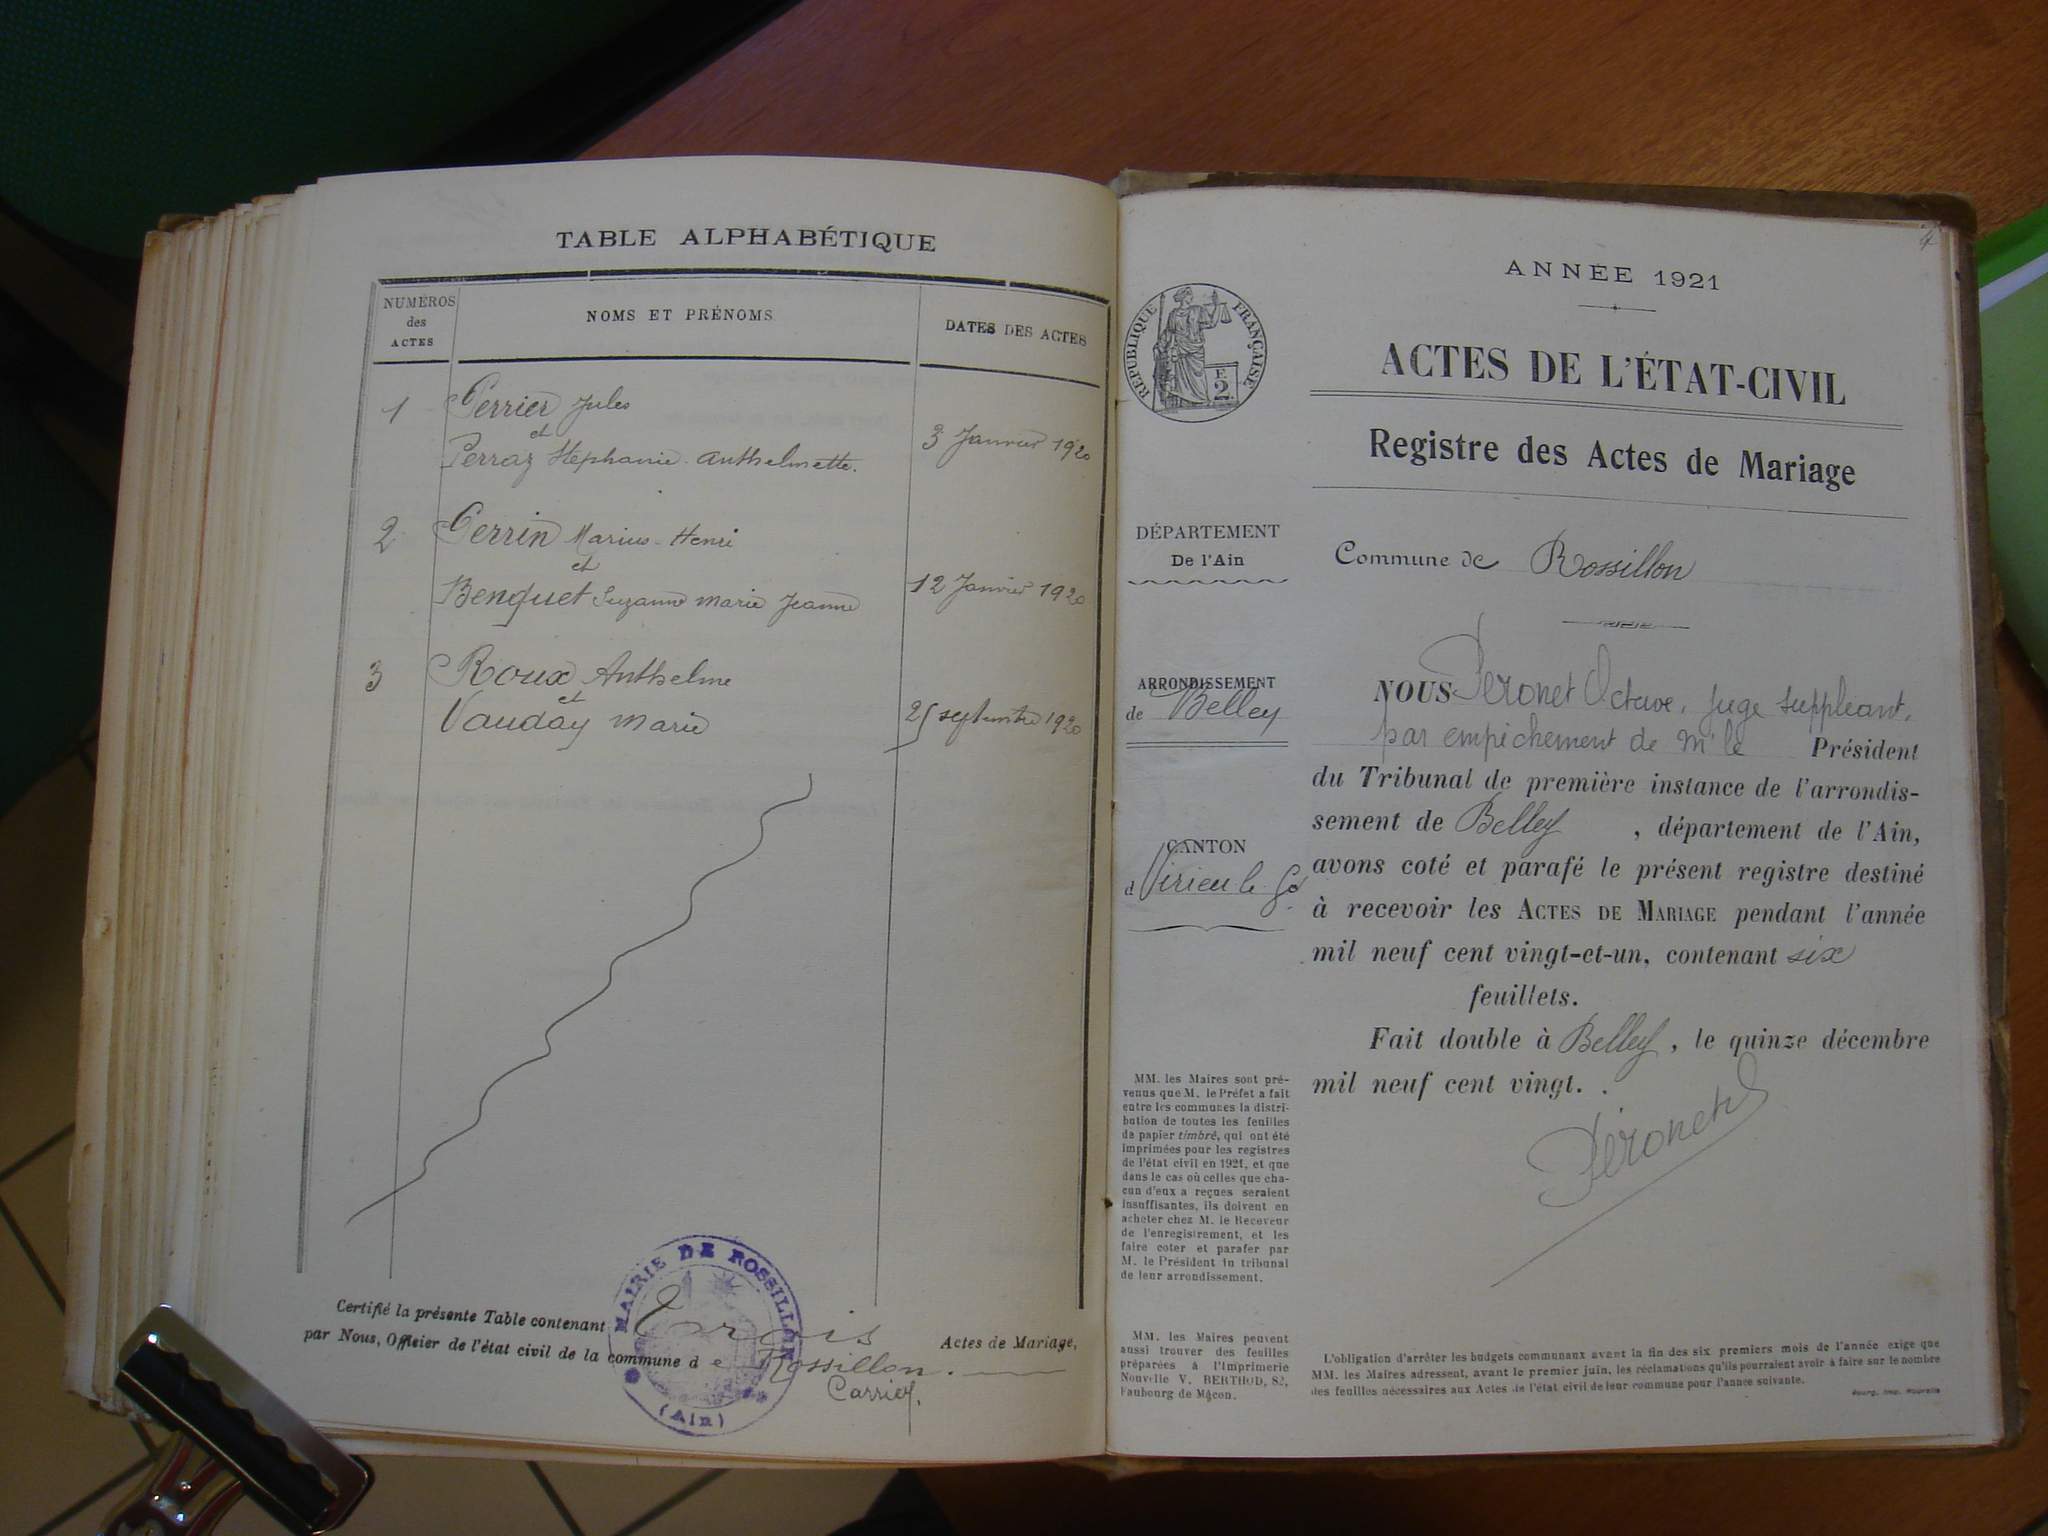 TABLE ALPHABÉTIQUE
NUMÉROS
des
ACTES
NOMS ET PRÉNOMS
DATES DES ACTES
1
Perrier Jules
et
Perraz Stéphanie Anthelmette.
3 Janvier 1920
2
Perrin Marius-Henri
et
Benquet Suzanne Marie Jeanne
12 Janvier 1920
3
Roux Anthelme
et
Vauday Marie
25 septembre 1920
Certifié la présente Table contenant trois Actes de Mariage,
par Nous, Officier de l'état civil de la commune de Rossillon.
Carrier
MAIRIE DE ROSSILLON
(Ain)
4
ANNÉE 1921
RÉPUBLIQUE FRANÇAISE
E
2
ACTES DE L'ÉTAT-CIVIL
Registre des Actes de Mariage
DÉPARTEMENT
De l'Ain
Commune de Rossillon
ARRONDISSEMENT
de Belley
CANTON
d Virieu le Gd
NOUS Péronet Octave, juge suppléant,
par empêchement de Mr le Président
du Tribunal de première instance de l'arrondis-
sement de Belley, département de l'Ain,
avons coté et parafé le présent registre destiné
à recevoir les ACTES DE MARIAGE pendant l'année
mil neuf cent vingt-et-un, contenant six
feuillets.
Fait double à Belley, le quinze décembre
mil neuf cent vingt.
Péronet
MM. les Maires sont pré-
venus que M. le Préfet a fait
entre les communes la distri-
bution de toutes les feuilles
de papier timbré, qui ont été
imprimées pour les registres
de l'état civil en 1921, et que
dans le cas où celles que cha-
cun d'eux a reçues seraient
insuffisantes, ils doivent en
acheter chez M. le Receveur
de l'enregistrement, et les
faire coter et parafer par
M. le Président du tribunal
de leur arrondissement.
MM. les Maires peuvent
aussi trouver des feuilles
préparées à l'Imprimerie
Nouvelle V. BERTHOD, 82,
Faubourg de Mâcon.
L'obligation d'arrêter les budgets communaux avant la fin des six premiers mois de l'année exige que
MM. les Maires adressent, avant le premier juin, les réclamations qu'ils pourraient avoir à faire sur le nombre
des feuilles nécessaires aux Actes de l'état civil de leur commune pour l'année suivante.
Bourg, Imp. Nouvelle